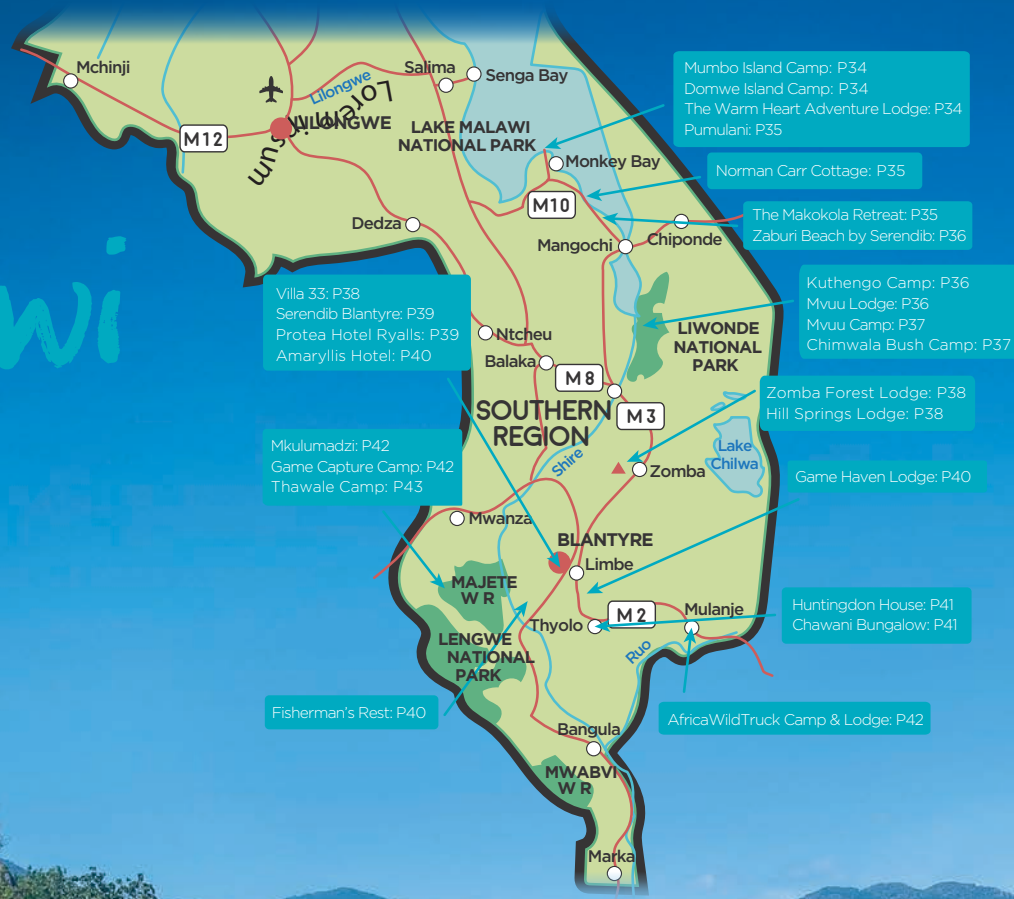 wi
Mchinji
Salima
Senga Bay
Lilongwe
Lorem ipsum
LILONGWE
M12
LAKE MALAWI
NATIONAL PARK
Monkey Bay
M10
Dedza
Mangochi
Chiponde
Mumbo Island Camp: P34
Domwe Island Camp: P34
The Warm Heart Adventure Lodge: P34
Pumulani: P35
Norman Carr Cottage: P35
The Makokola Retreat: P35
Zaburi Beach by Serendib: P36
Kuthengo Camp: P36
Mvuu Lodge: P36
Mvuu Camp: P37
Chimwala Bush Camp: P37
Villa 33: P38
Serendib Blantyre: P39
Protea Hotel Ryalls: P39
Amaryllis Hotel: P40
Ntcheu
Balaka
M8
LIWONDE
NATIONAL
PARK
SOUTHERN
REGION
M3
Zomba Forest Lodge: P38
Hill Springs Lodge: P38
Lake
Chilwa
Shire
Zomba
Mkulumadzi: P42
Game Capture Camp: P42
Thawale Camp: P43
Game Haven Lodge: P40
Mwanza
BLANTYRE
Limbe
MAJETE
W R
M2
Mulanje
Thyolo
Huntingdon House: P41
Chawani Bungalow: P41
LENGWE
NATIONAL
PARK
Ruo
Fisherman's Rest: P40
AfricaWildTruck Camp & Lodge: P42
Bangula
MWABVI
W R
Marka